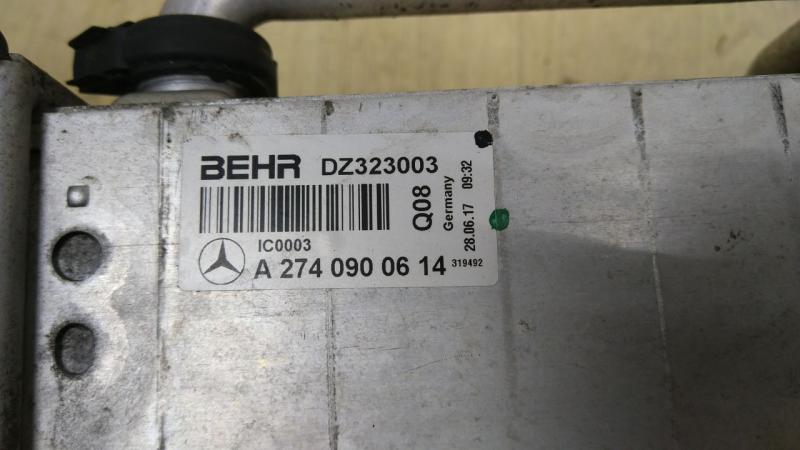 BEHR DZ323003
IC0003
A 274 090 06 14 319492
Q08
Germany
28.06.17 09:32